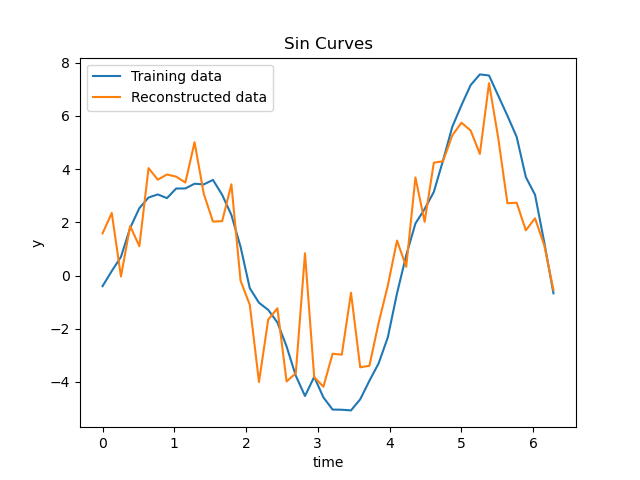 Sin Curves
Training data
Reconstructed data
8
6
4
2
0
−2
−4
y
0 1 2 3 4 5 6
time